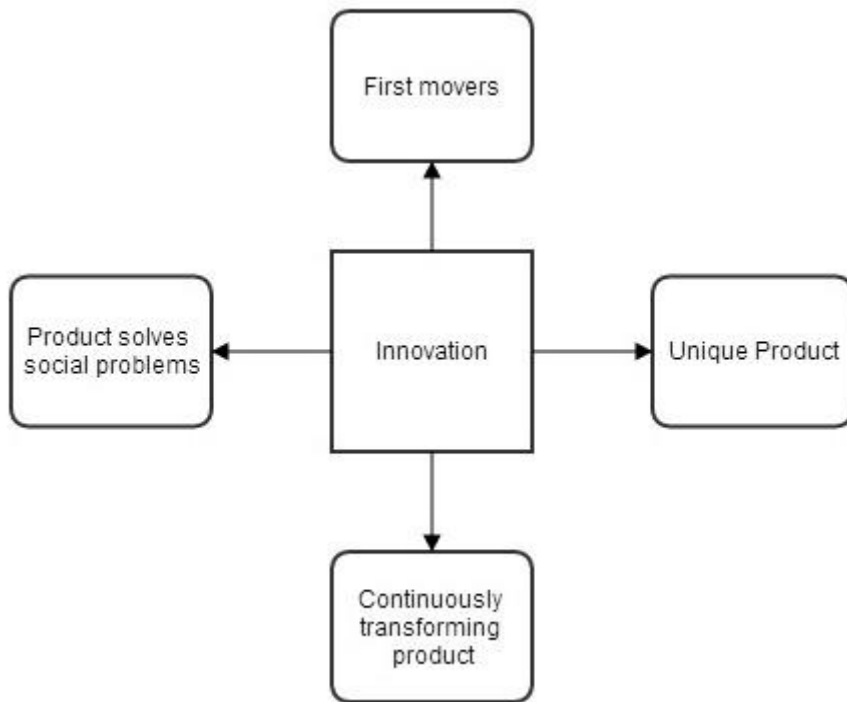 First movers
Product solves
social problems
Innovation
Unique Product
Continuously
transforming
product